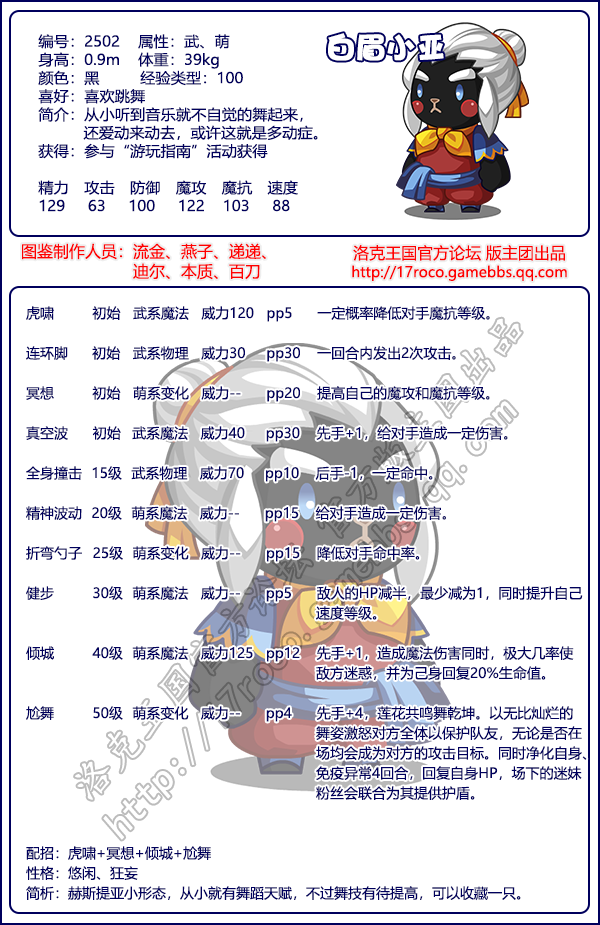 白眉小亚
编号：2502 属性：武、萌
身高：0.9m 体重：39kg
颜色：黑 经验类型：100
喜好：喜欢跳舞
简介：从小听到音乐就不自觉的舞起来，
还爱动来动去，或许这就是多动症。
获得：参与“游玩指南”活动获得
精力 攻击 防御 魔攻 魔抗 速度
129 63 100 122 103 88
图鉴制作人员：流金、燕子、递递、
迪尔、本质、百刀
洛克王国官方论坛 版主团出品
http://17roco.gamebbs.qq.com
虎啸 初始 武系魔法 威力120 pp5 一定概率降低对手魔抗等级。
连环脚 初始 武系物理 威力30 pp30 一回合内发出2次攻击。
冥想 初始 萌系变化 威力-- pp20 提高自己的魔攻和魔抗等级。
真空波 初始 武系魔法 威力40 pp30 先手+1，给对手造成一定伤害。
全身撞击 15级 武系物理 威力70 pp10 后手-1，一定命中。
精神波动 20级 萌系魔法 威力-- pp15 给对手造成一定伤害。
折弯勺子 25级 萌系变化 威力-- pp15 降低对手命中率。
健步 30级 萌系魔法 威力-- pp5 敌人的HP减半，最少减为1，同时提升自己
速度等级。
倾城 40级 萌系魔法 威力125 pp12 先手+1，造成魔法伤害同时，极大几率使
敌方迷惑，并为己身回复20%生命值。
尬舞 50级 萌系变化 威力-- pp4 先手+4，莲花共鸣舞乾坤。以无比灿烂的
舞姿激怒对方全体以保护队友，无论是否在
场均会成为对方的攻击目标。同时净化自身、
免疫异常4回合，回复自身HP，场下的迷妹
粉丝会联合为其提供护盾。
洛克王国官方论坛 版主团出品
http://17roco.gamebbs.qq.com
配招：虎啸+冥想+倾城+尬舞
性格：悠闲、狂妄
简析：赫斯提亚小形态，从小就有舞蹈天赋，不过舞技有待提高，可以收藏一只。